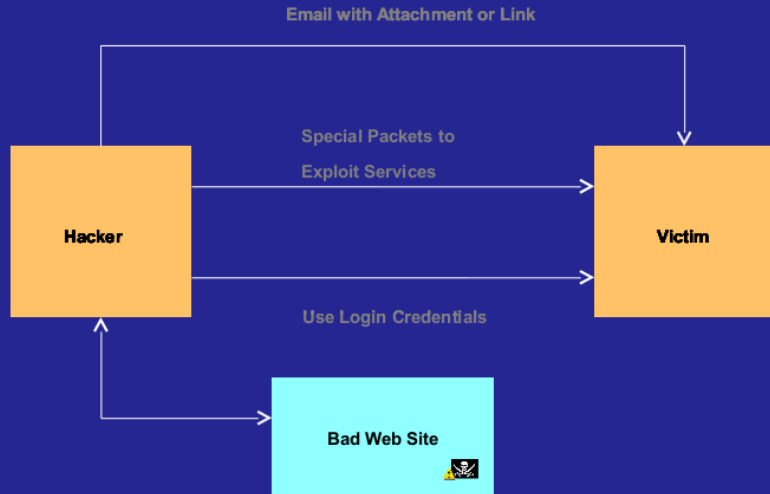 Email with Attachment or Link
Special Packets to
Exploit Services
Hacker
Victim
Use Login Credentials
Bad Web Site